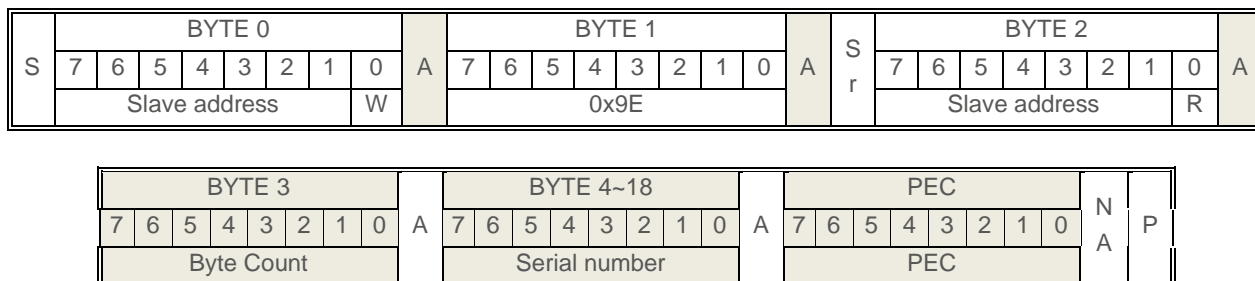 BYTE 0 BYTE 1 BYTE 2
S 7 6 5 4 3 2 1 0 A 7 6 5 4 3 2 1 0 A Sr 7 6 5 4 3 2 1 0 A
Slave address W 0x9E Slave address R
BYTE 3 BYTE 4~18 PEC
7 6 5 4 3 2 1 0 A 7 6 5 4 3 2 1 0 A 7 6 5 4 3 2 1 0 NA P
Byte Count Serial number PEC